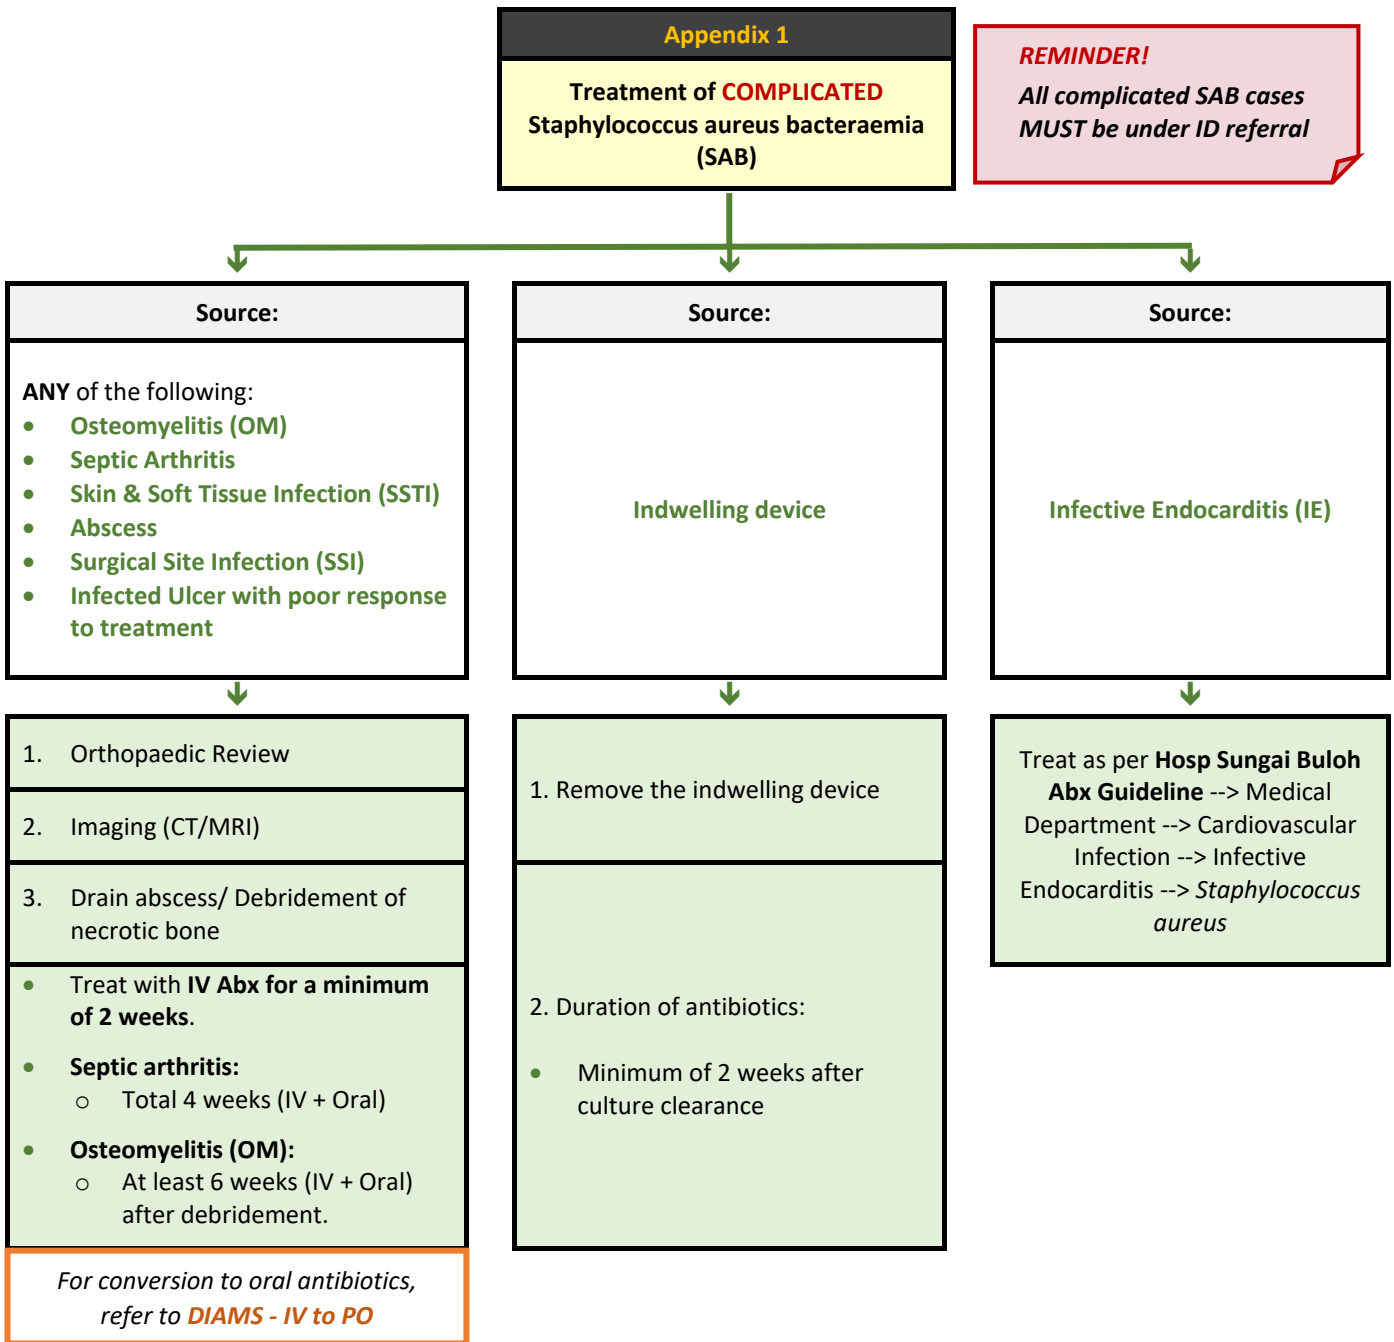 Appendix 1
Treatment of COMPLICATED
Staphylococcus aureus bacteraemia
(SAB)
REMINDER!
All complicated SAB cases
MUST be under ID referral
Source:
ANY of the following:
• Osteomyelitis (OM)
• Septic Arthritis
• Skin & Soft Tissue Infection (SSTI)
• Abscess
• Surgical Site Infection (SSI)
• Infected Ulcer with poor response
to treatment
1. Orthopaedic Review
2. Imaging (CT/MRI)
3. Drain abscess/ Debridement of
necrotic bone
• Treat with IV Abx for a minimum
of 2 weeks.
• Septic arthritis:
o Total 4 weeks (IV + Oral)
• Osteomyelitis (OM):
o At least 6 weeks (IV + Oral)
after debridement.
For conversion to oral antibiotics,
refer to DIAMS - IV to PO
Source:
Indwelling device
1. Remove the indwelling device
2. Duration of antibiotics:
• Minimum of 2 weeks after
culture clearance
Source:
Infective Endocarditis (IE)
Treat as per Hosp Sungai Buloh
Abx Guideline --> Medical
Department --> Cardiovascular
Infection --> Infective
Endocarditis --> Staphylococcus
aureus